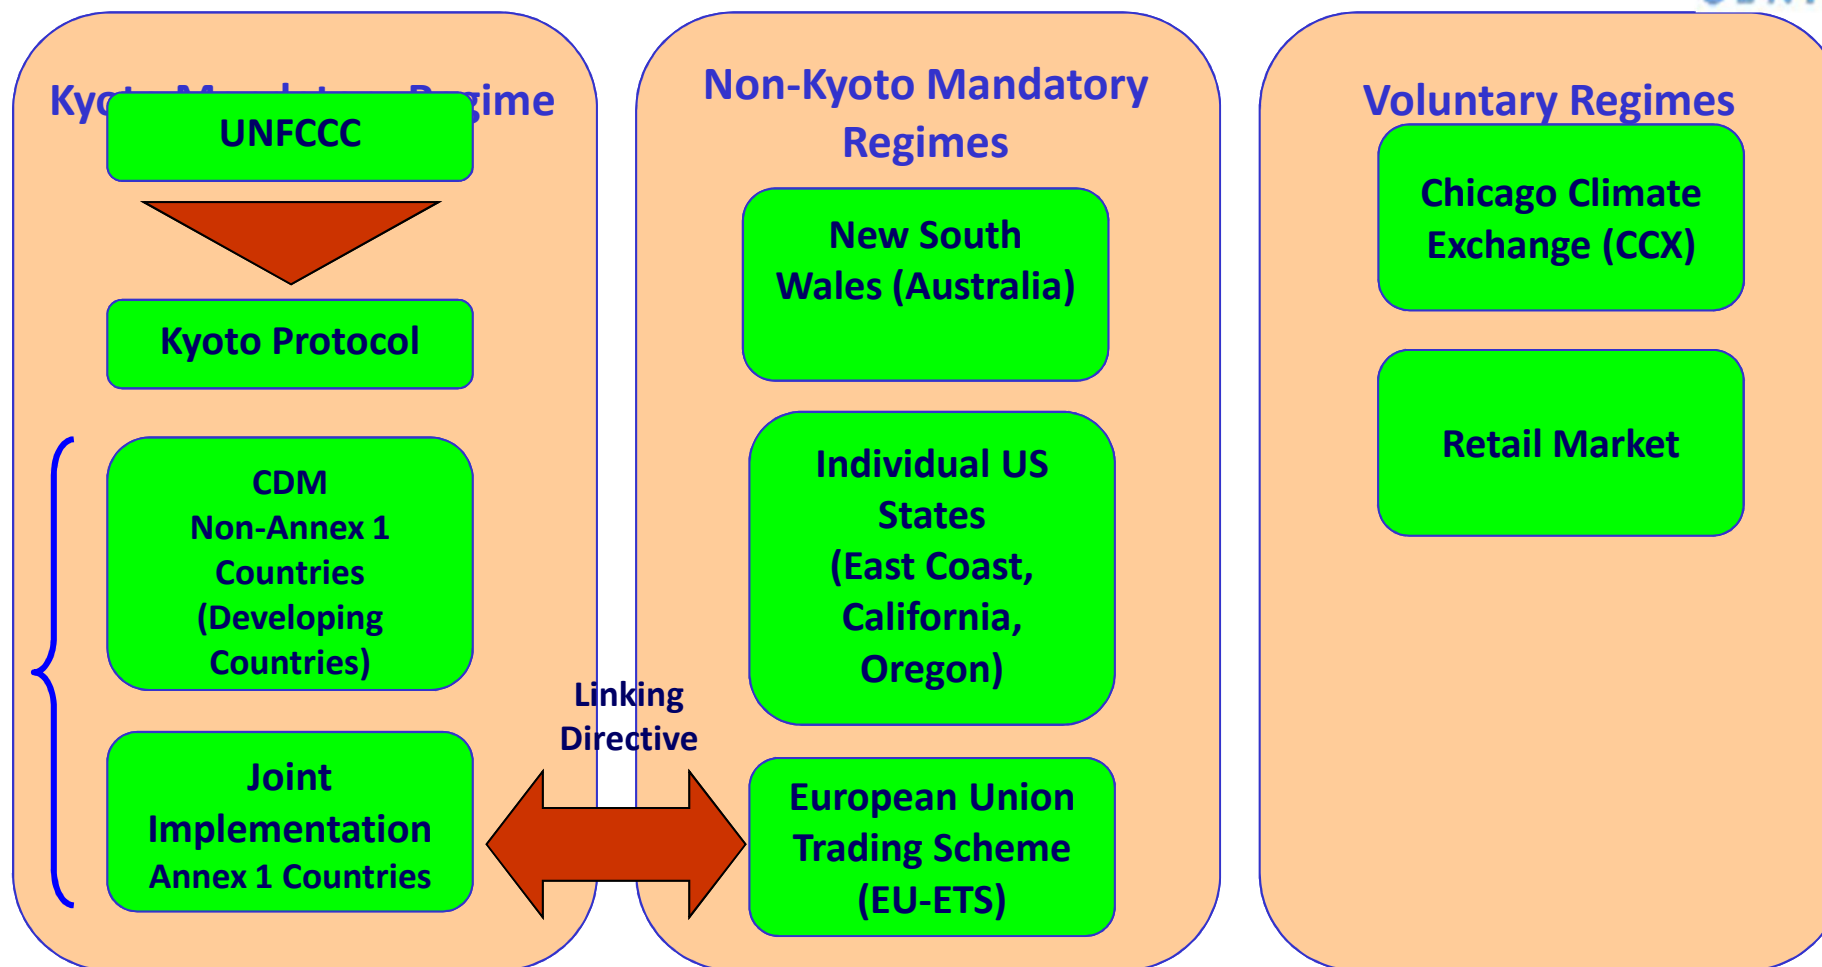 Kyoto Mandatory Regime
UNFCCC
Kyoto Protocol
CDM
Non-Annex 1
Countries
(Developing
Countries)
Joint
Implementation
Annex 1 Countries
Linking
Directive
Non-Kyoto Mandatory
Regimes
New South
Wales (Australia)
Individual US
States
(East Coast,
California,
Oregon)
European Union
Trading Scheme
(EU-ETS)
Voluntary Regimes
Chicago Climate
Exchange (CCX)
Retail Market